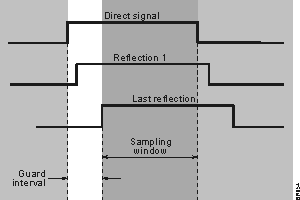 Direct signal
Reflection 1
Last reflection
Sampling
window
Guard
interval